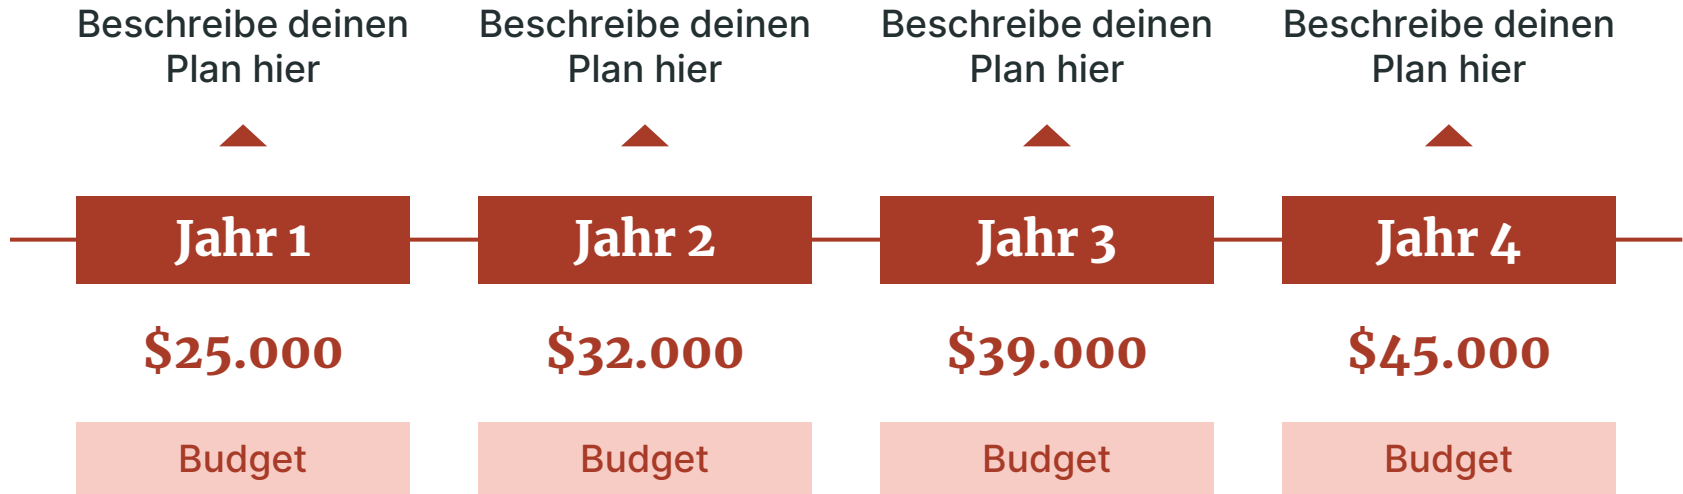 Beschreibe deinen
Plan hier
Beschreibe deinen
Plan hier
Beschreibe deinen
Plan hier
Beschreibe deinen
Plan hier
Jahr 1
Jahr 2
Jahr 3
Jahr 4
$25.000
$32.000
$39.000
$45.000
Budget
Budget
Budget
Budget